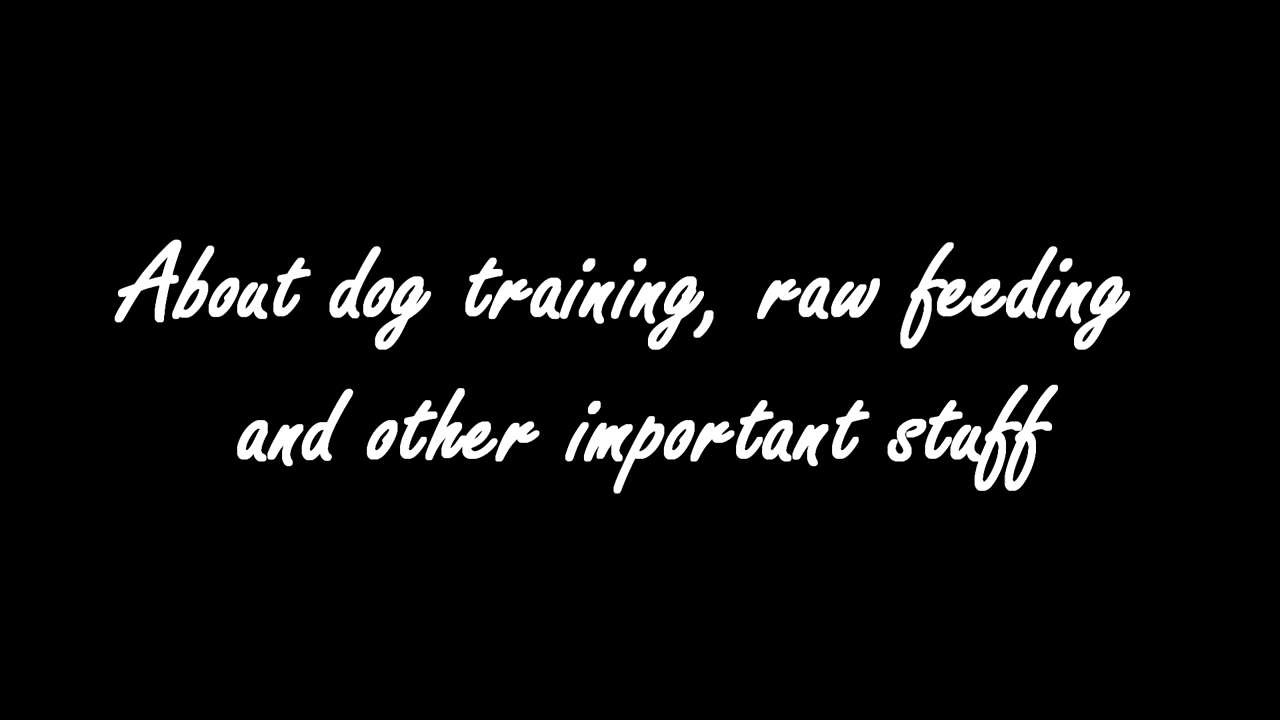 About dog training, raw feeding
and other important stuff